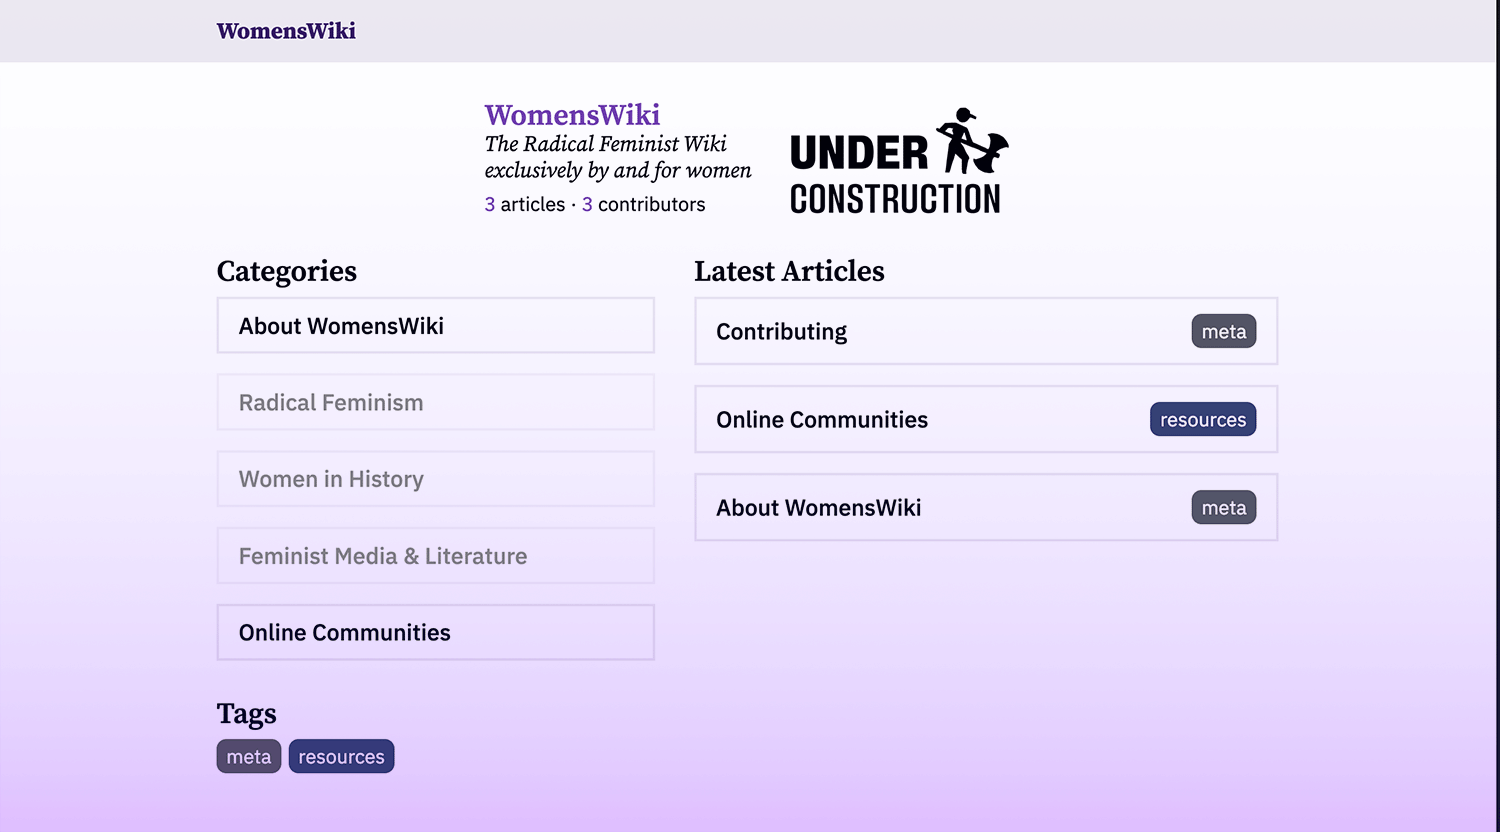 WomensWiki
WomensWiki
The Radical Feminist Wiki
exclusively by and for women
3 articles · 3 contributors
UNDER
CONSTRUCTION
Categories
About WomensWiki
Radical Feminism
Women in History
Feminist Media & Literature
Online Communities
Tags
meta resources
Latest Articles
Contributing meta
Online Communities resources
About WomensWiki meta